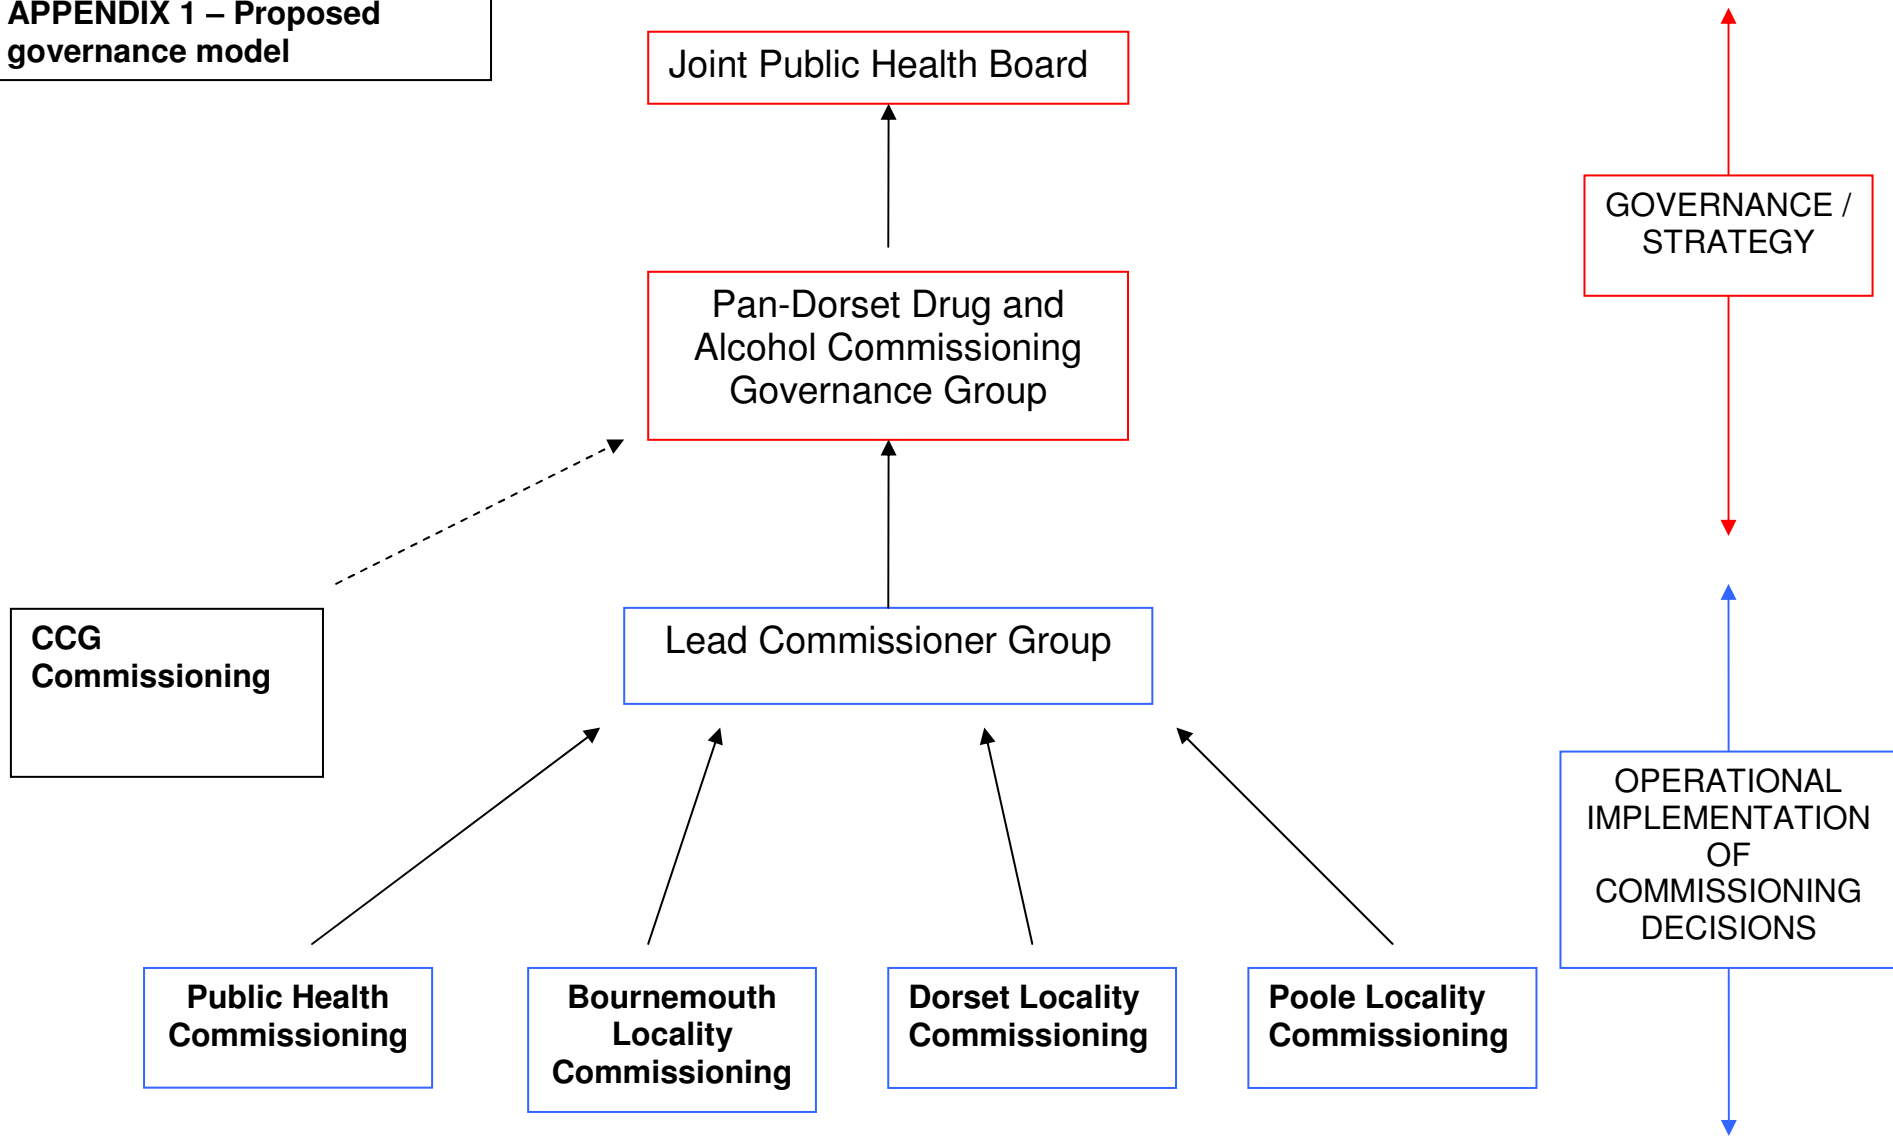 APPENDIX 1 – Proposed
governance model
Joint Public Health Board
GOVERNANCE /
STRATEGY
Pan-Dorset Drug and
Alcohol Commissioning
Governance Group
CCG
Commissioning
Lead Commissioner Group
OPERATIONAL
IMPLEMENTATION
OF
COMMISSIONING
DECISIONS
Public Health
Commissioning
Bournemouth
Locality
Commissioning
Dorset Locality
Commissioning
Poole Locality
Commissioning